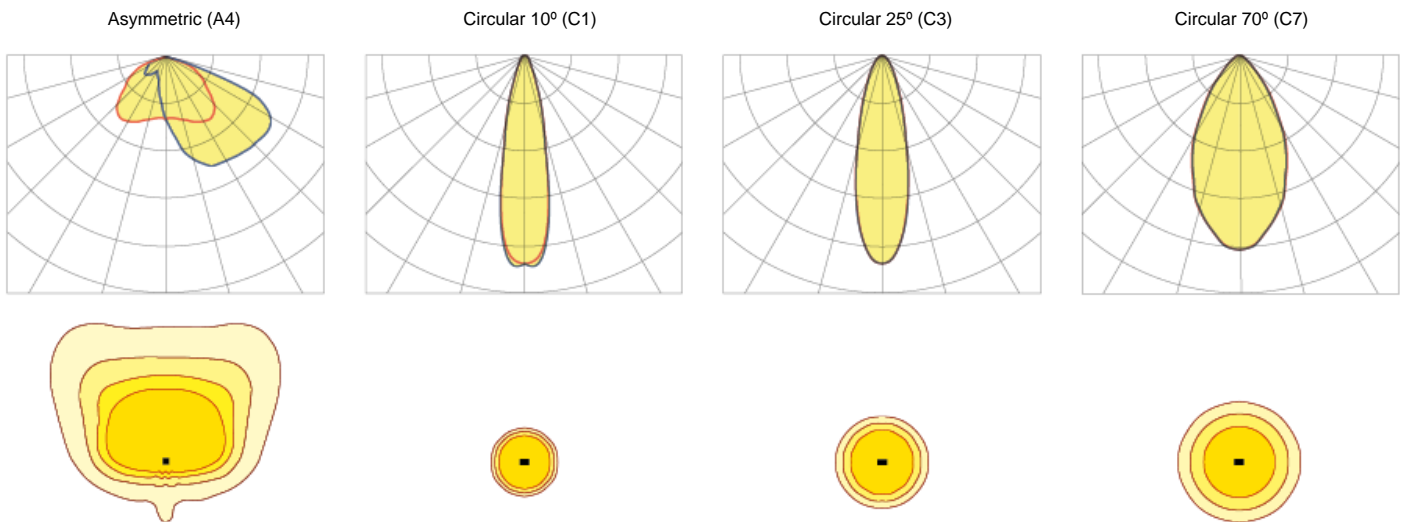 Asymmetric (A4)
Circular 10º (C1)
Circular 25º (C3)
Circular 70º (C7)